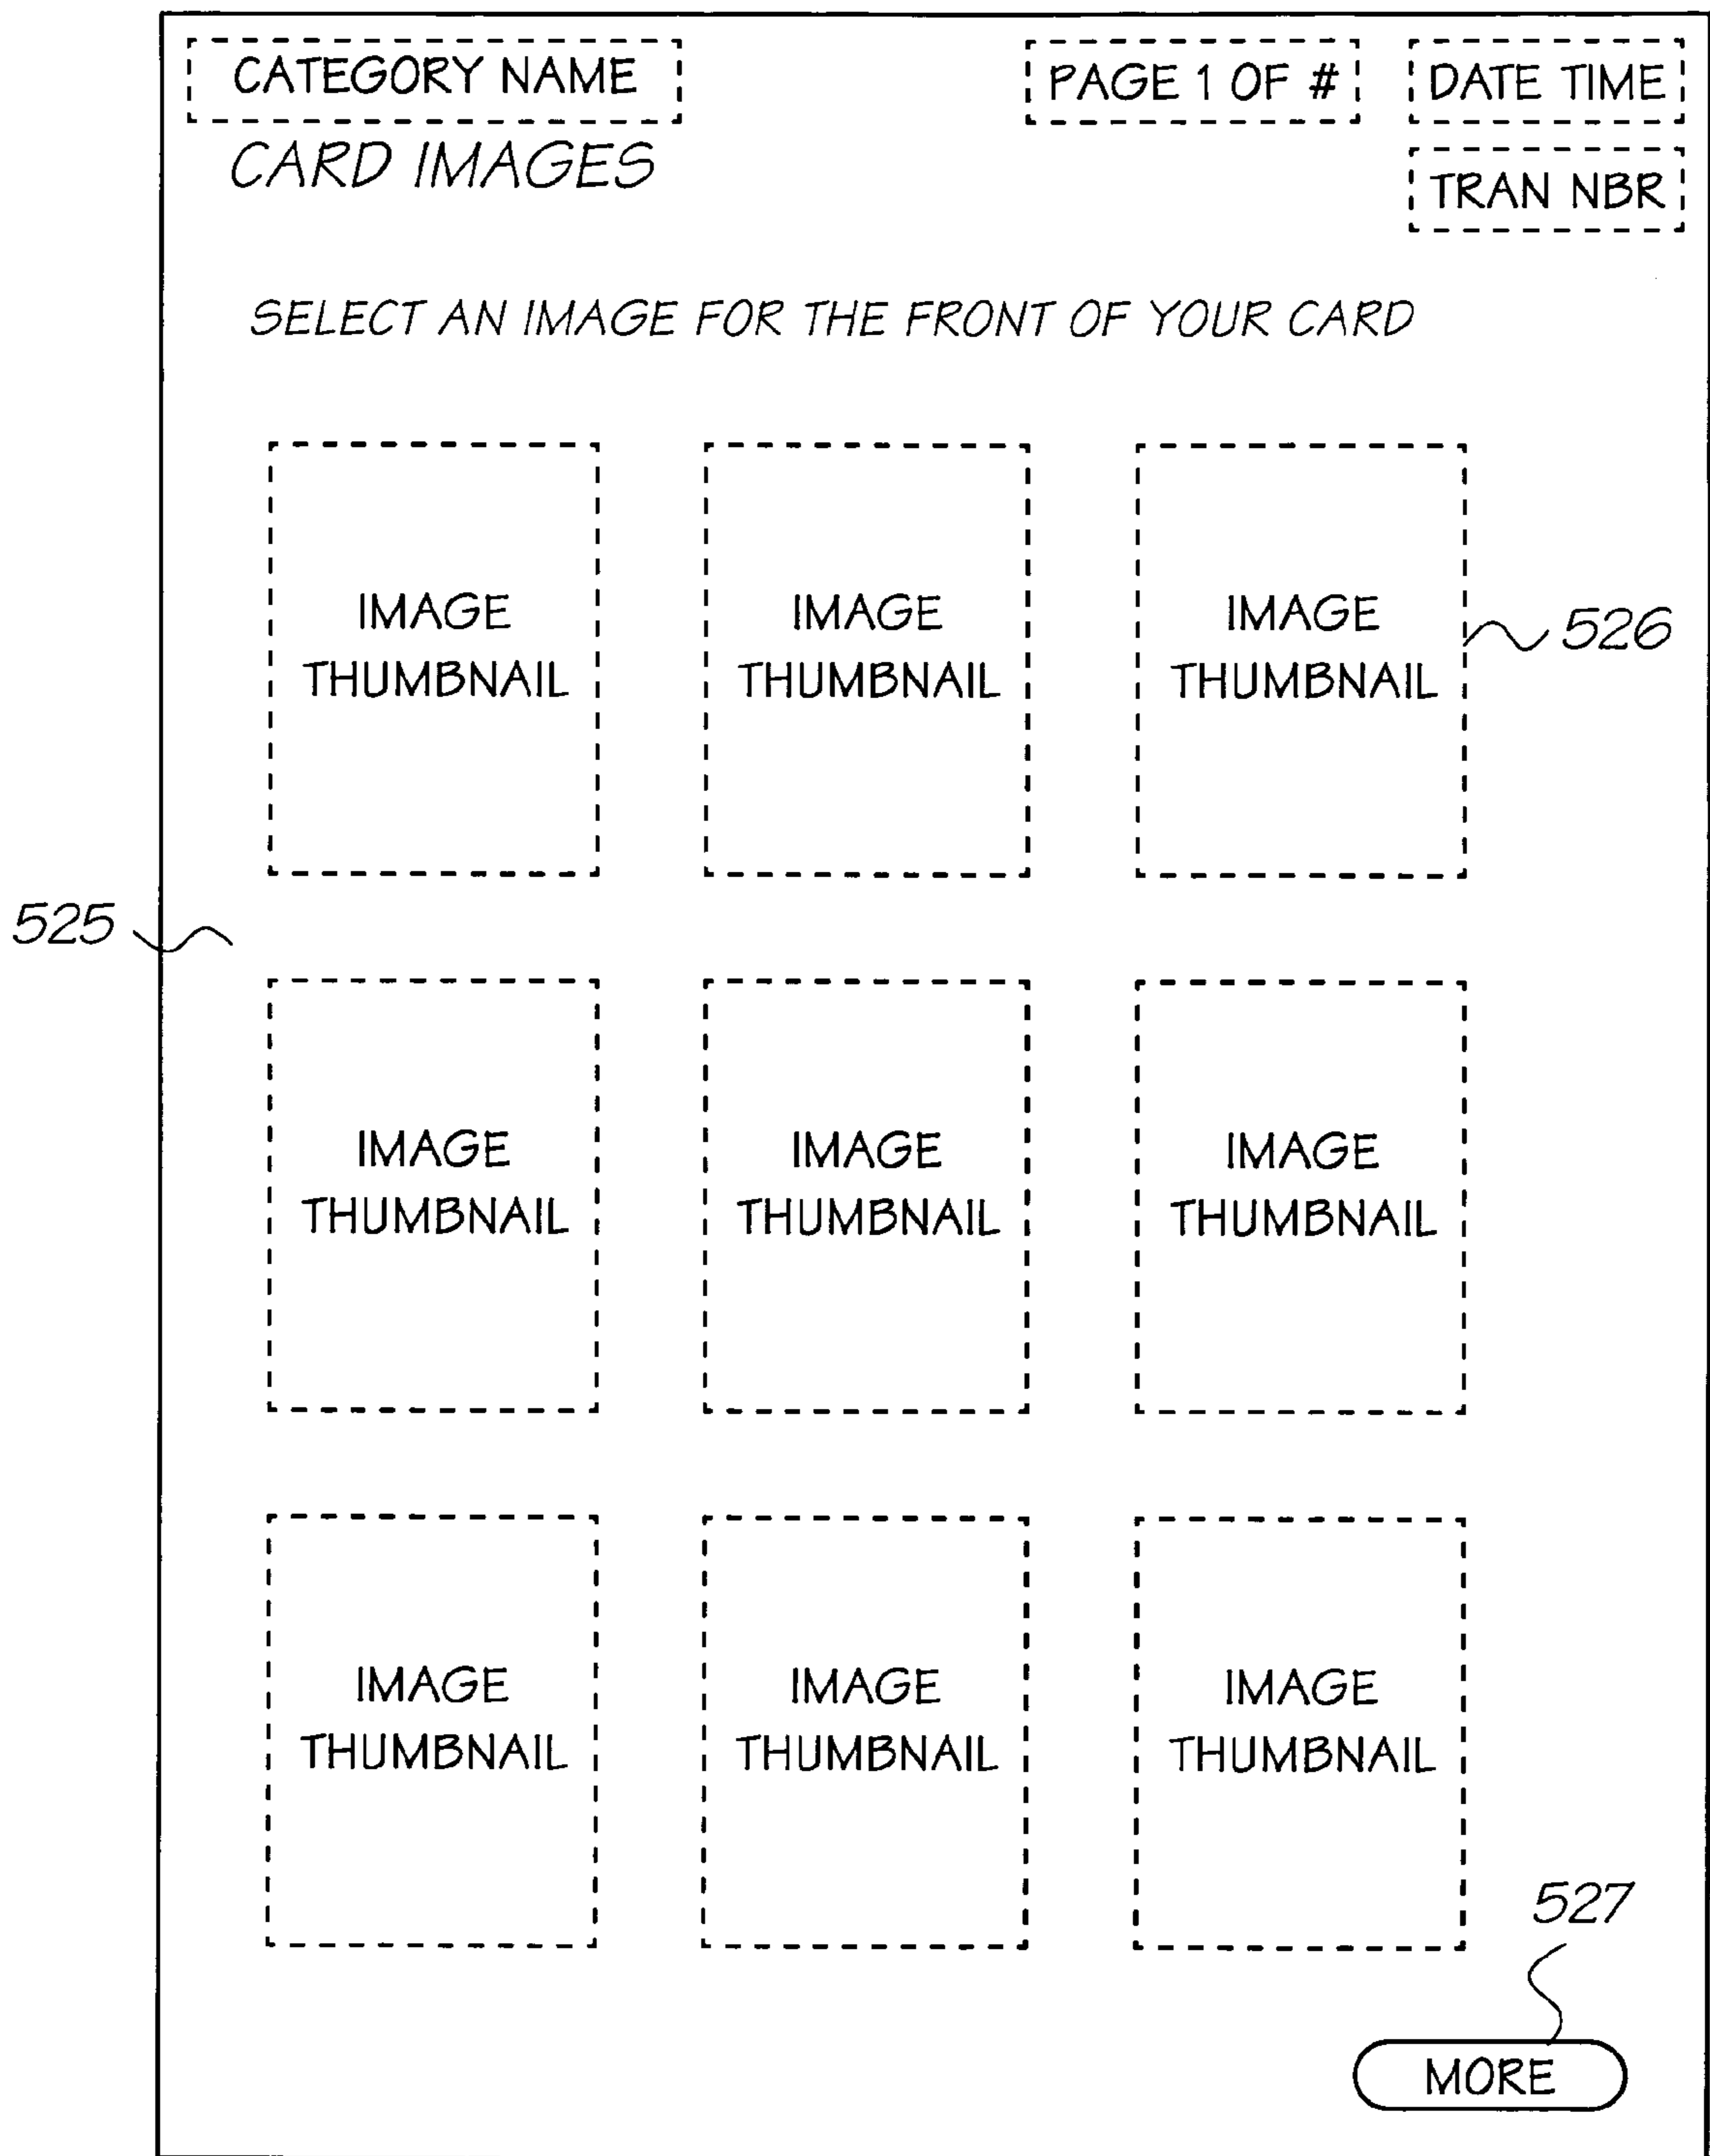 CATEGORY NAME PAGE 1 OF # DATE TIME
CARD IMAGES TRAN NBR
SELECT AN IMAGE FOR THE FRONT OF YOUR CARD
IMAGE IMAGE IMAGE
THUMBNAIL THUMBNAIL THUMBNAIL
526
525
IMAGE IMAGE IMAGE
THUMBNAIL THUMBNAIL THUMBNAIL
IMAGE IMAGE IMAGE
THUMBNAIL THUMBNAIL THUMBNAIL
527
MORE